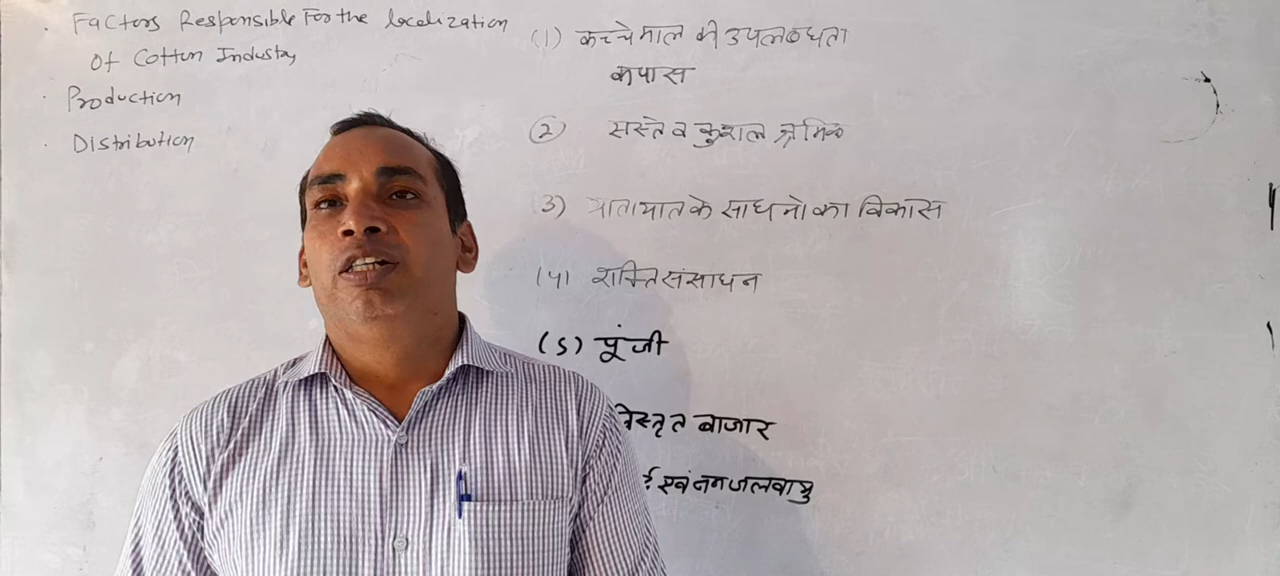 · Factors Responsible For the localization
of Cotton Industry
· Production
· Distribution
(1) कच्चे माल की उपलब्धता
कपास
(2) सस्ते व कुशल श्रमिक
3) यातायात के साधनो का विकास
(4) शक्ति संसाधन
(5) पूंजी
विस्तृत बाजार
एवं नम जलवायु